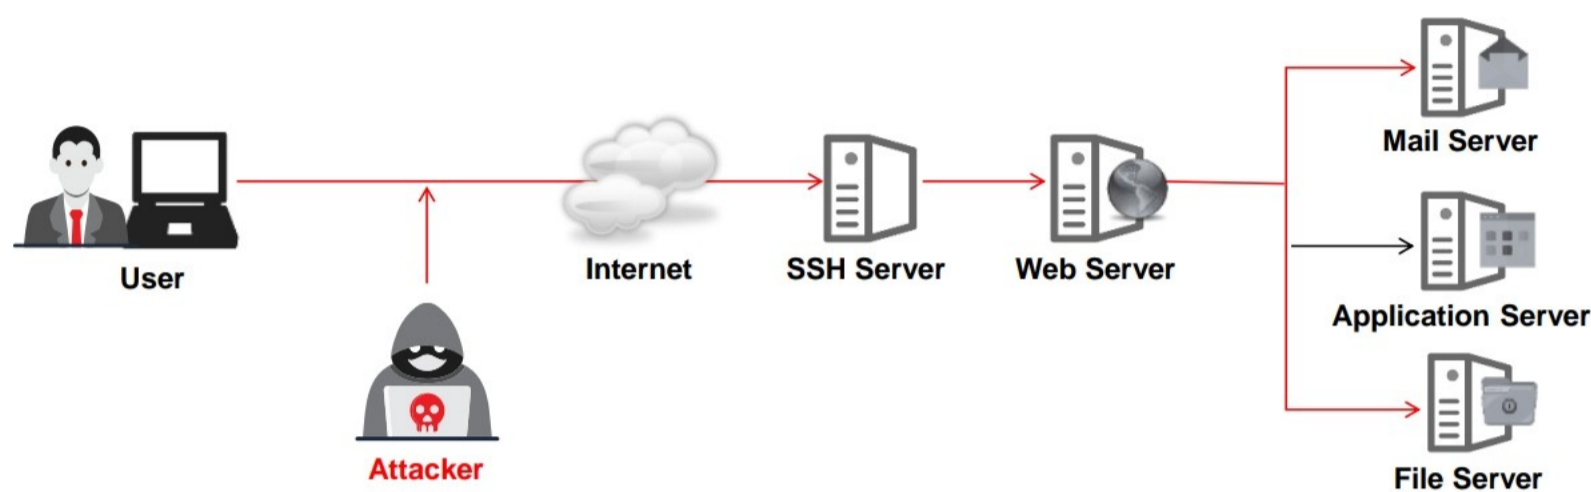 User
Attacker
Internet
SSH Server
Web Server
Mail Server
Application Server
File Server